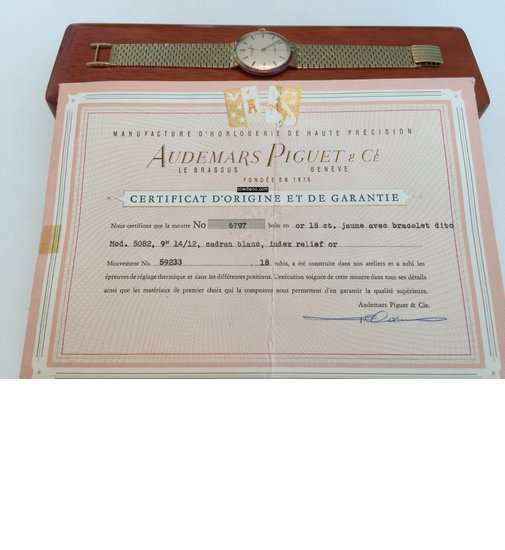 MANUFACTURE D'HORLOGERIE DE HAUTE PRÉCISION
AUDEMARS PIGUET & CIE
LE BRASSUS GENÈVE
FONDÉE EN 1875
powdwoo.com
CERTIFICAT D'ORIGINE ET DE GARANTIE
Nous certifions que la montre No 6797 boîte en or 18 ct. jaune avec bracelet dito
Mod. 5082, 9''' 14/12, cadran blanc, index relief or
Mouvement No. 59233 . 18 rubis, a été construite dans nos ateliers et a subi les
épreuves de réglage thermique et dans les différentes positions. L'exécution soignée de cette montre dans tous ses détails
ainsi que les matériaux de premier choix qui la composent nous permettent d'en garantir la qualité supérieure.
Audemars Piguet & Cie.